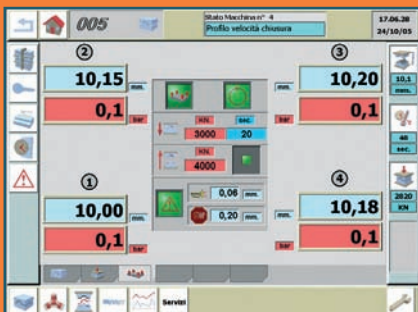 005
Stato Macchina n° 4
Profilo velocità chiusura
17.06.28
24/10/05
② ③
10,15 mm.
0,1 bar
10,20 mm.
0,1 bar
KN sec.
3000 20
KN
4000
① ④
10,00 mm.
0,1 bar
10,18 mm.
0,1 bar
0,06 mm.
0,20 mm.
10,1
mm.
48
sec.
2820
KN
Servizi